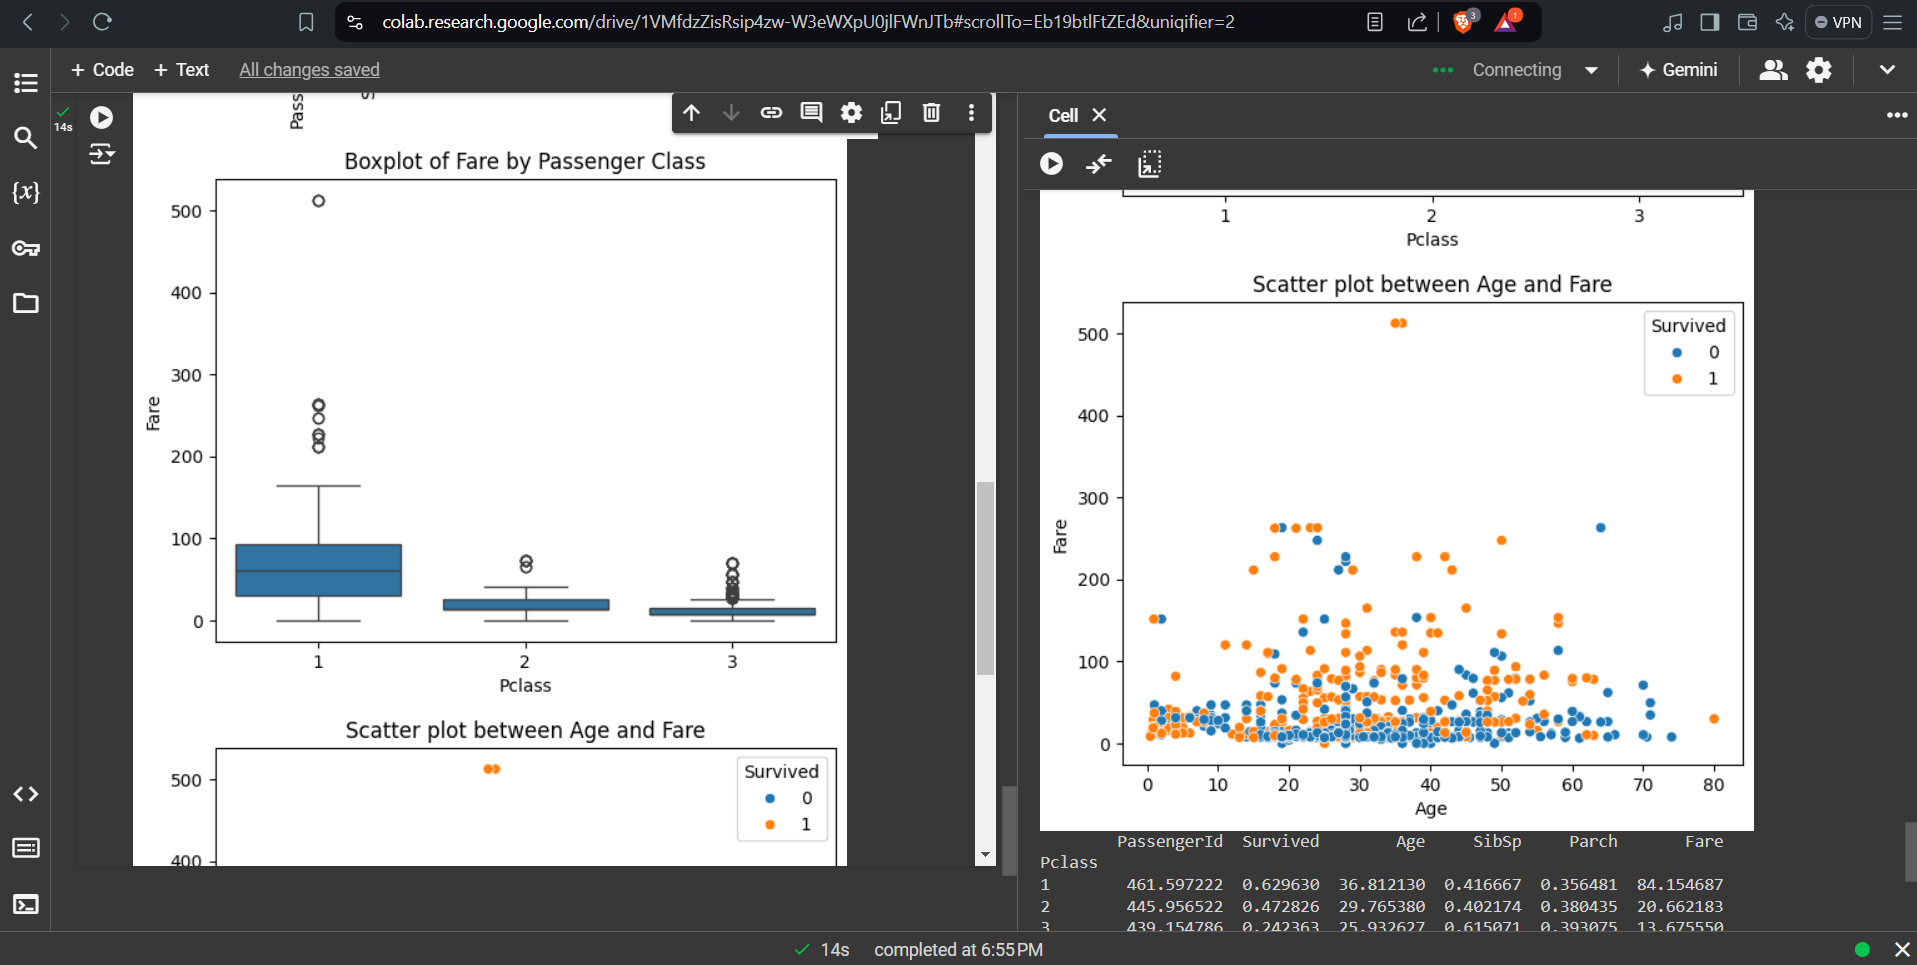 colab.research.google.com/drive/1VMfdzZisRsip4zw-W3eWXpU0jlFWnJTb#scrollTo=Eb19btlFtZEd&uniqifier=2
3
1
VPN
+ Code + Text All changes saved
Connecting
Gemini
14s
{x}
Pass
Boxplot of Fare by Passenger Class
500
400
300
200
100
0
Fare
1 2 3
Pclass
Scatter plot between Age and Fare
500
400
Survived
0
1
Cell
1 2 3
Pclass
Scatter plot between Age and Fare
500
400
300
200
100
0
Fare
Survived
0
1
0 10 20 30 40 50 60 70 80
Age
PassengerId Survived Age SibSp Parch Fare
Pclass
1 461.597222 0.629630 36.812130 0.416667 0.356481 84.154687
2 445.956522 0.472826 29.765380 0.402174 0.380435 20.662183
3 439.154786 0.242363 25.932627 0.615071 0.393075 13.675550
14s completed at 6:55 PM